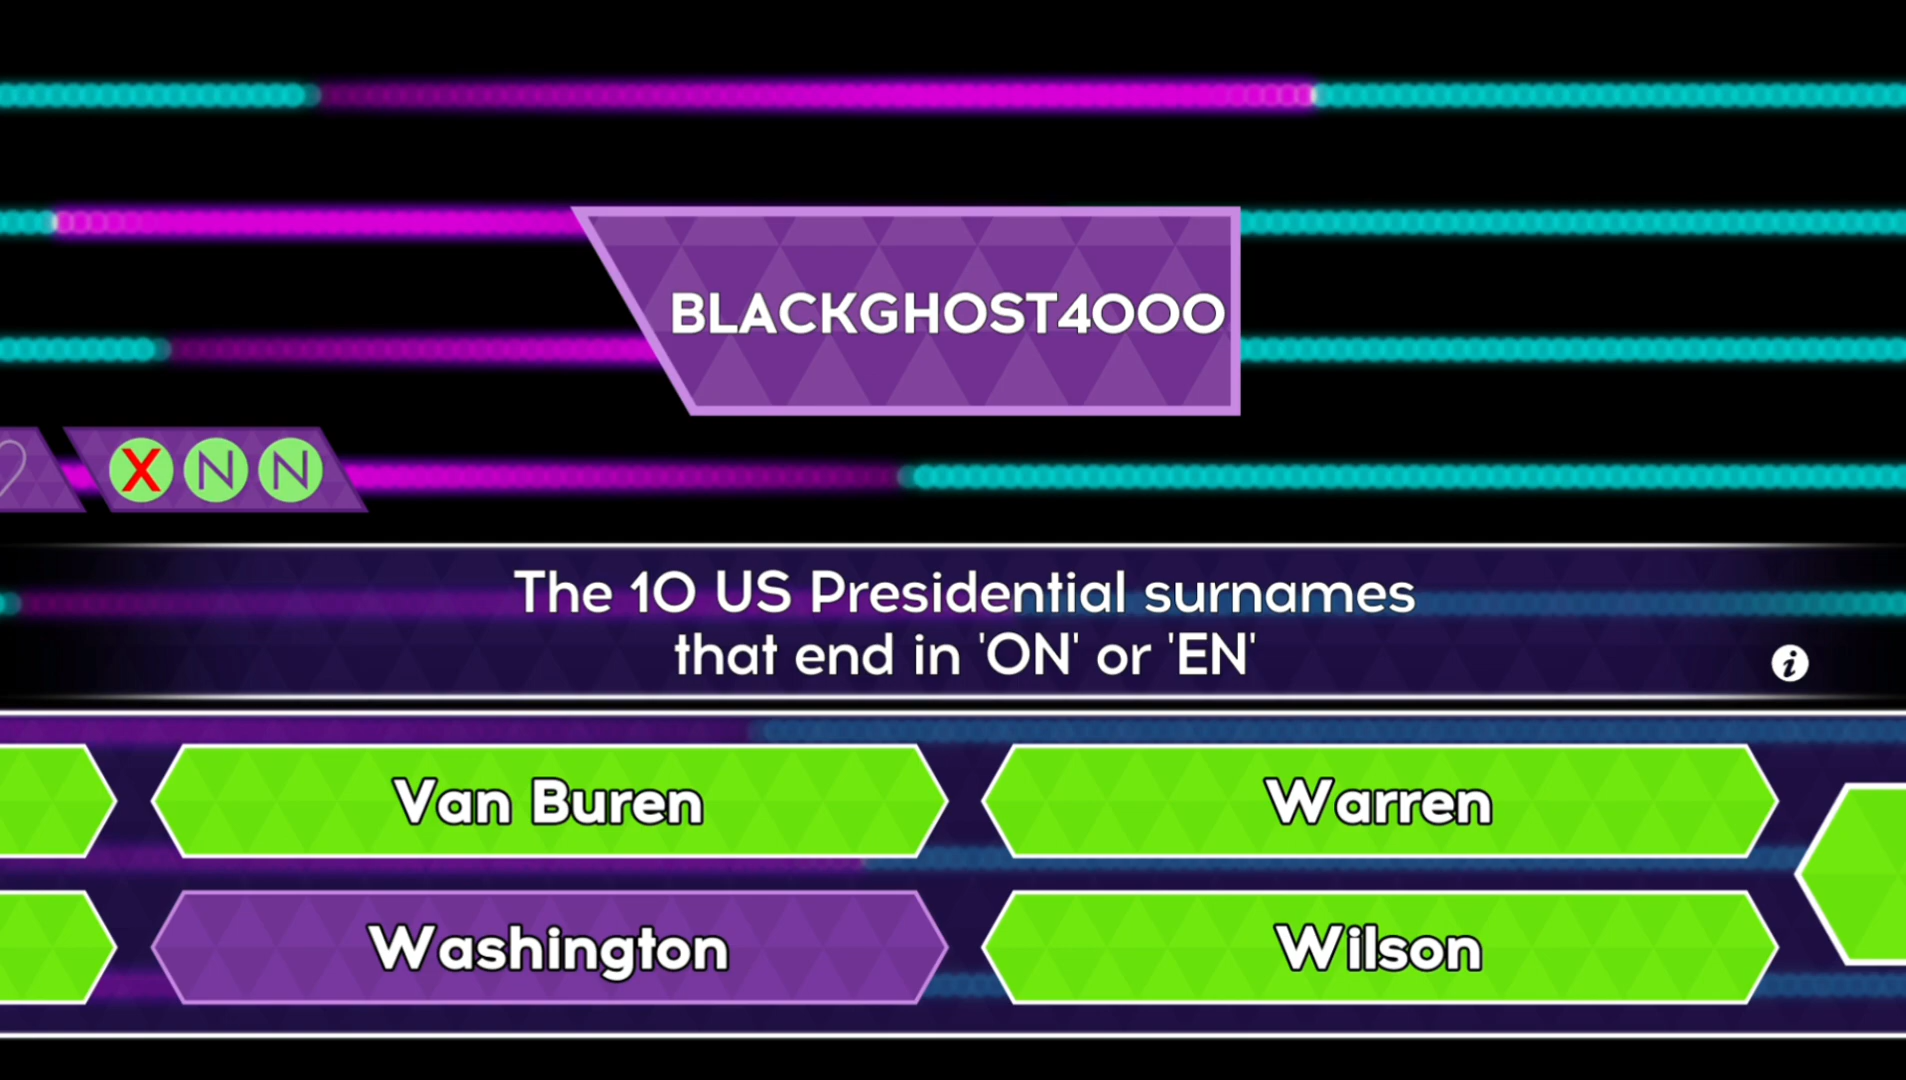 BLACKGHOST4000
X N N
The 10 US Presidential surnames
that end in 'ON' or 'EN'
i
Van Buren
Warren
Washington
Wilson